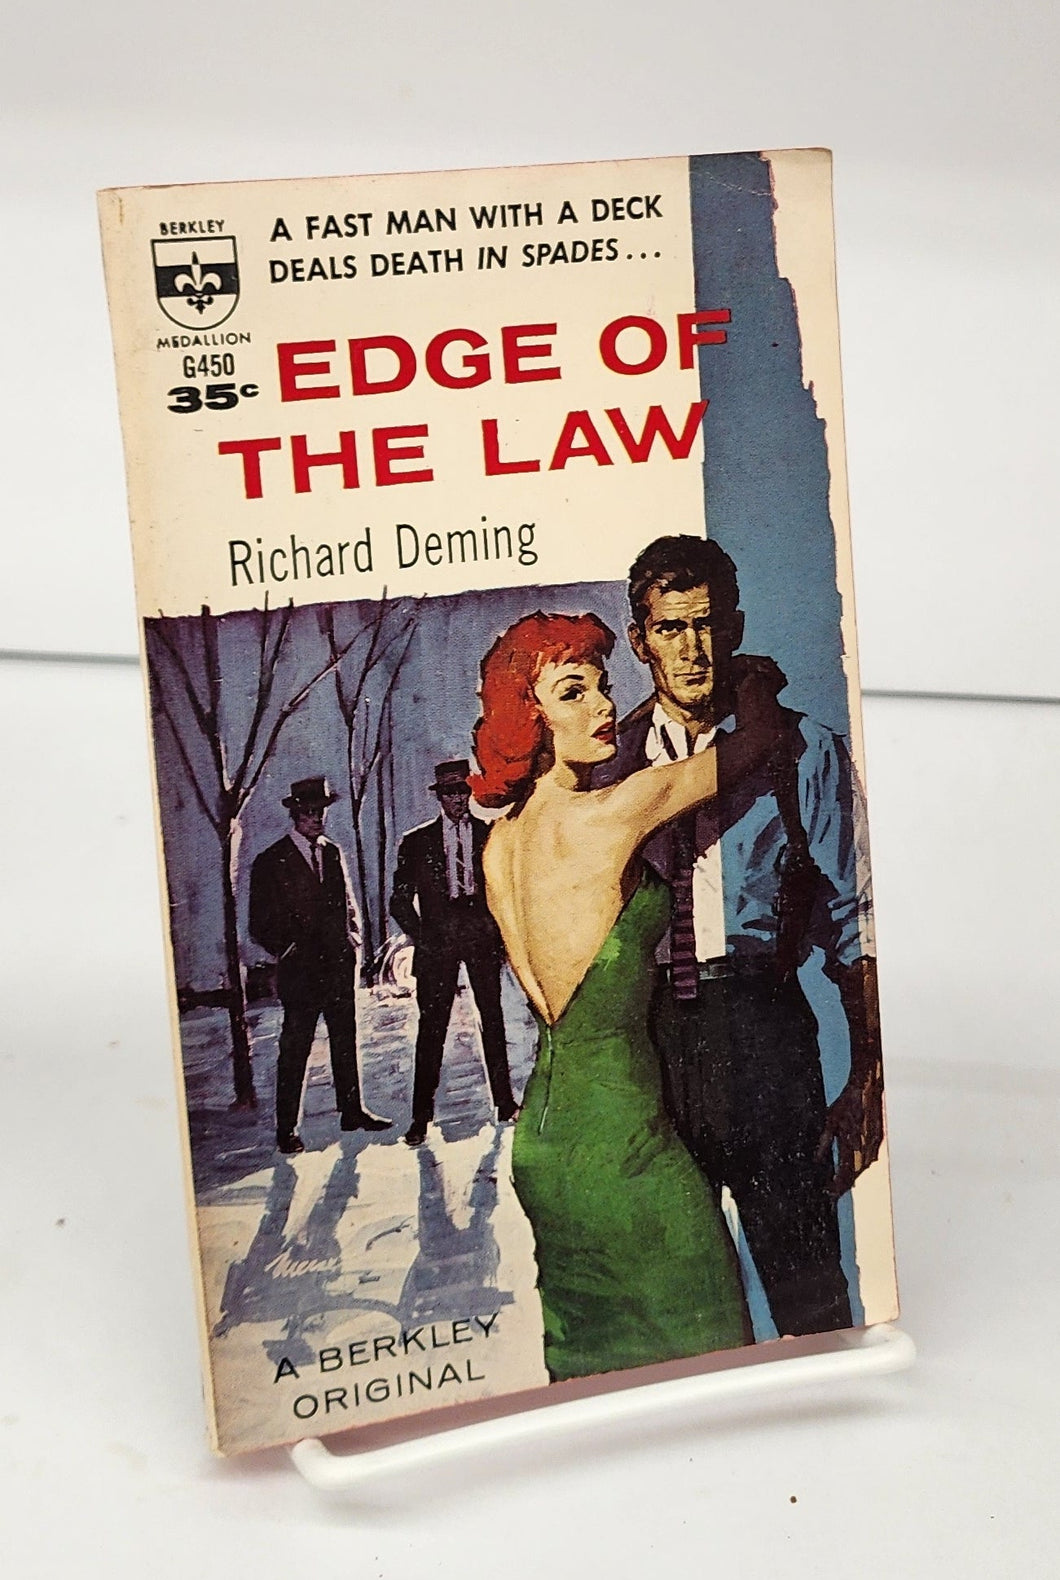 BERKLEY
MEDALLION
G450
35c
A FAST MAN WITH A DECK
DEALS DEATH IN SPADES...
EDGE OF
THE LAW
Richard Deming
A BERKLEY
ORIGINAL